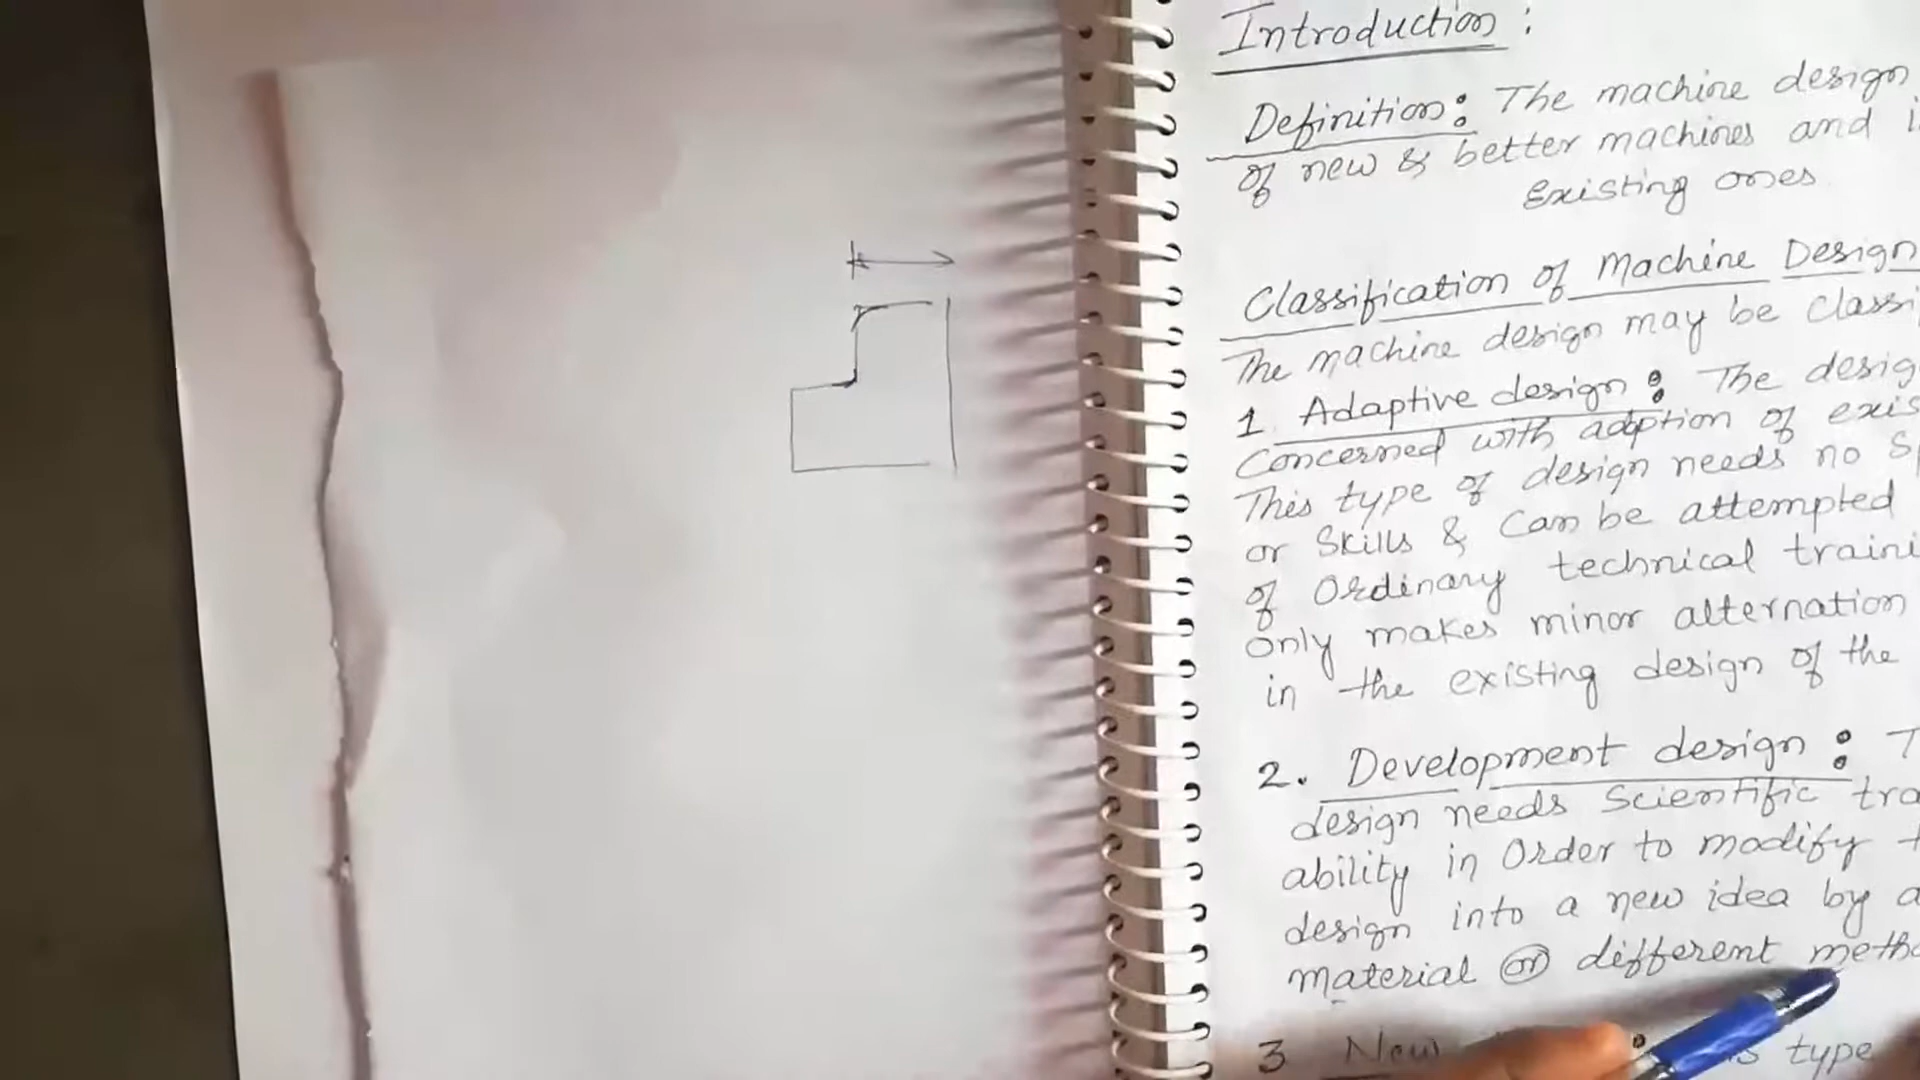 Introduction :
Definition: The machine design
of new & better machines and
Existing ones
Classification of Machine Design
The machine design may be
1. Adaptive design: The
Concerned with adoption of
This type of design needs no
or Skills & Can be attempted
of Ordinary technical
only makes minor alternation
in the existing design of the
2. Development design :
design needs Scientific
ability in Order to modify
design into a new idea by
material or different
3 New type